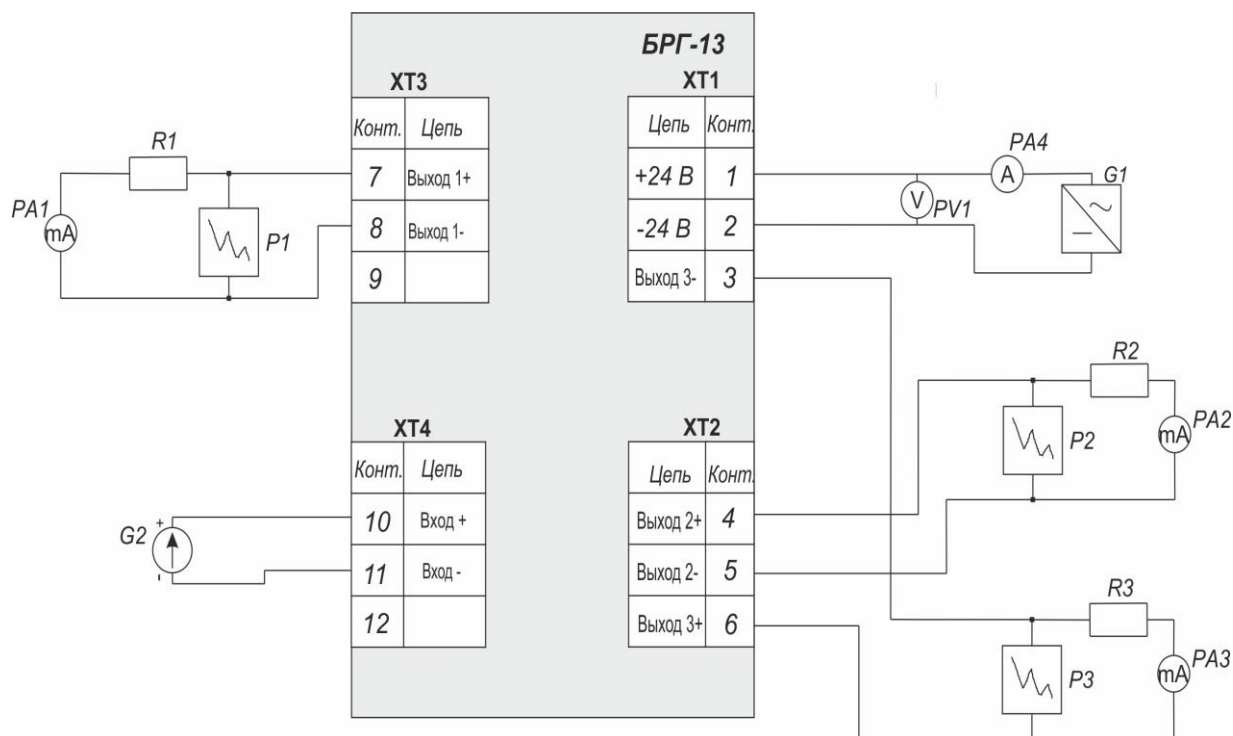 БРГ-13
XT3
XT1
Конт. Цепь
Цепь Конт.
7 Выход 1+
8 Выход 1-
9
+24 В 1
-24 В 2
Выход 3- 3
R1
PA1
mA
P1
PA4
A
G1
V
PV1
XT4
XT2
Конт. Цепь
Цепь Конт.
10 Вход +
11 Вход -
12
Выход 2+ 4
Выход 2- 5
Выход 3+ 6
G2
+
-
R2
P2
PA2
mA
R3
P3
PA3
mA